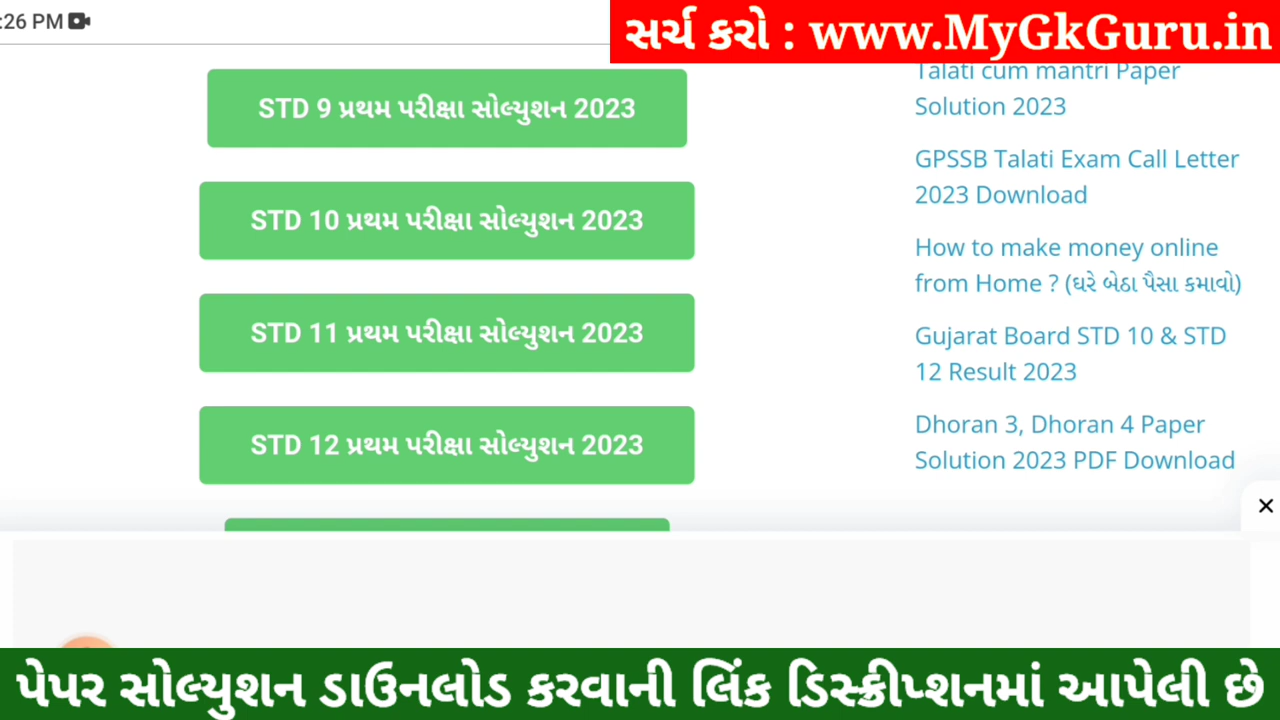 :26 PM
સર્ચ કરો : www.MyGkGuru.in
STD 9 પ્રથમ પરીક્ષા સોલ્યુશન 2023
STD 10 પ્રથમ પરીક્ષા સોલ્યુશન 2023
STD 11 પ્રથમ પરીક્ષા સોલ્યુશન 2023
STD 12 પ્રથમ પરીક્ષા સોલ્યુશન 2023
Talati cum mantri Paper
Solution 2023
GPSSB Talati Exam Call Letter
2023 Download
How to make money online
from Home ? (ઘરે બેઠા પૈસા કમાવો)
Gujarat Board STD 10 & STD
12 Result 2023
Dhoran 3, Dhoran 4 Paper
Solution 2023 PDF Download
પેપર સોલ્યુશન ડાઉનલોડ કરવાની લિંક ડિસ્ક્રીપ્શનમાં આપેલી છે